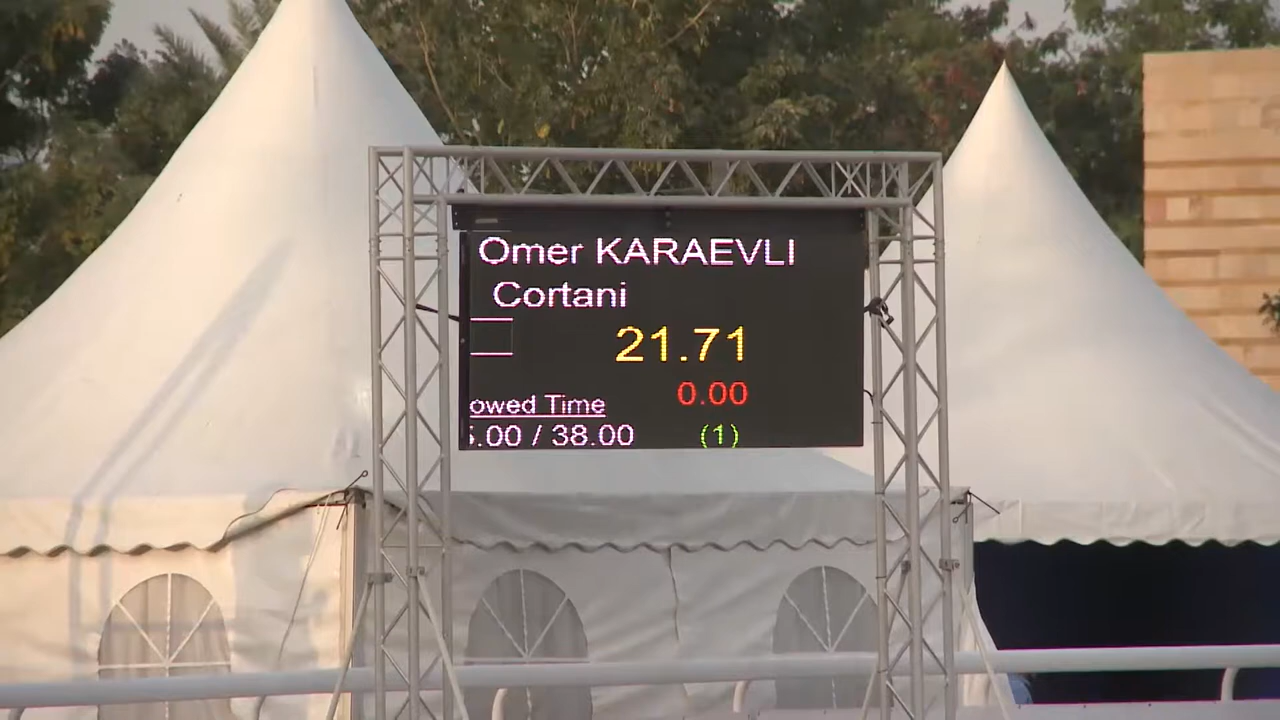 Omer KARAEVLI
Cortani
21.71
0.00
owed Time
.00 / 38.00
(1)